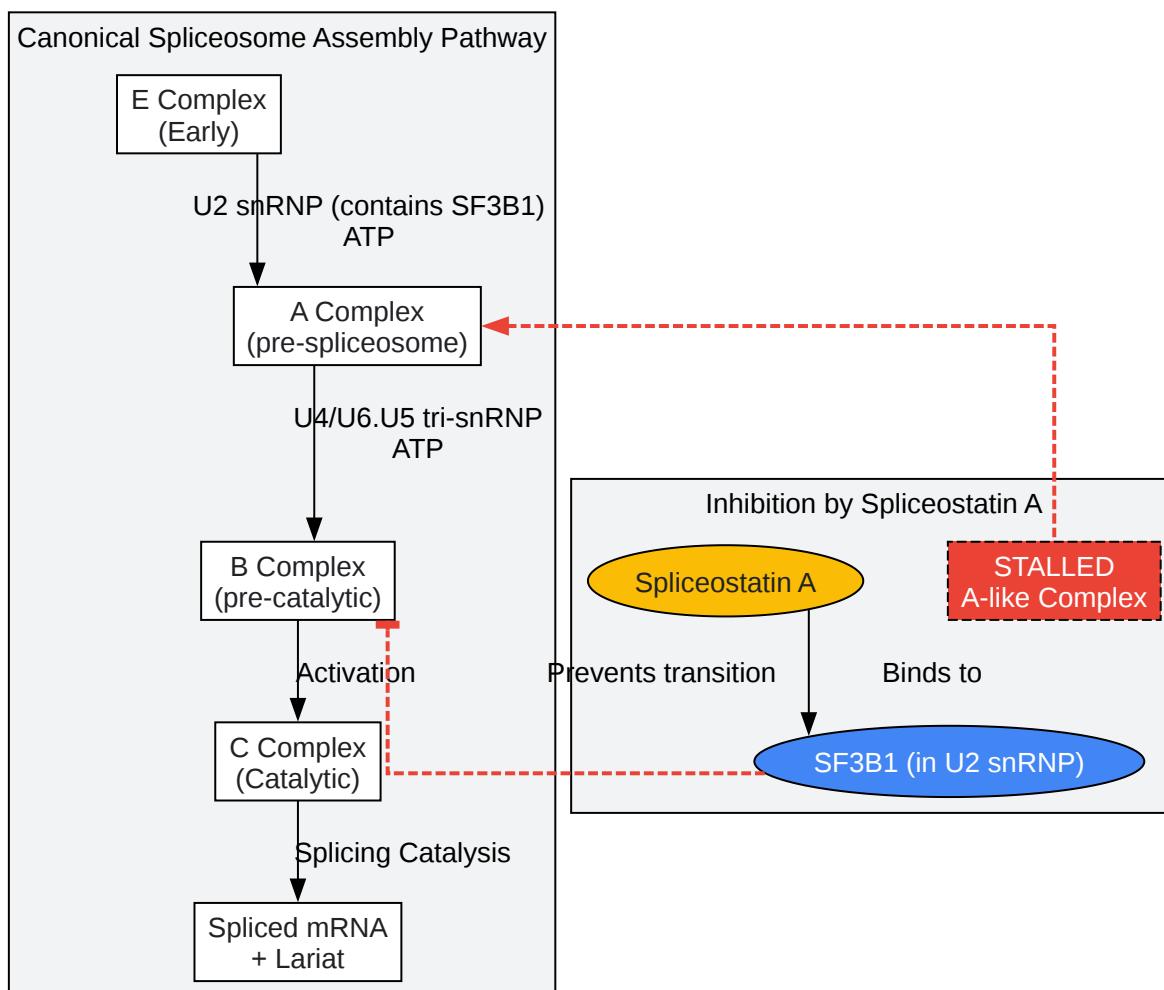 Canonical Spliceosome Assembly Pathway
E Complex
(Early)
U2 snRNP (contains SF3B1)
ATP
A Complex
(pre-spliceosome)
U4/U6.U5 tri-snRNP
ATP
B Complex
(pre-catalytic)
Activation
C Complex
(Catalytic)
Splicing Catalysis
Spliced mRNA
+ Lariat
Inhibition by Spliceostatin A
Spliceostatin A
STALLED
A-like Complex
Prevents transition
Binds to
SF3B1 (in U2 snRNP)